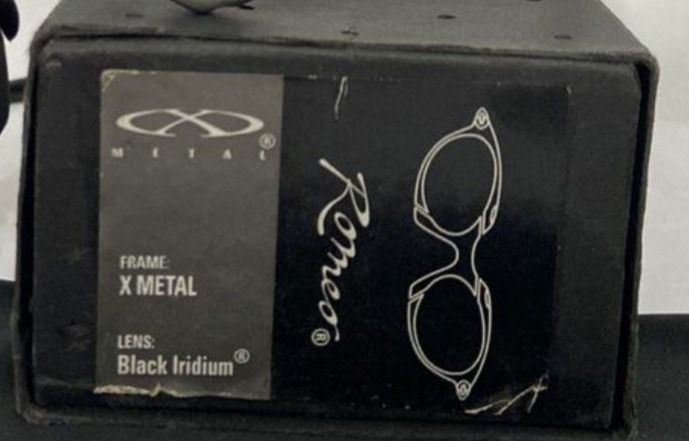 METAL®
FRAME:
X METAL
LENS:
Black Iridium®
Romeo®